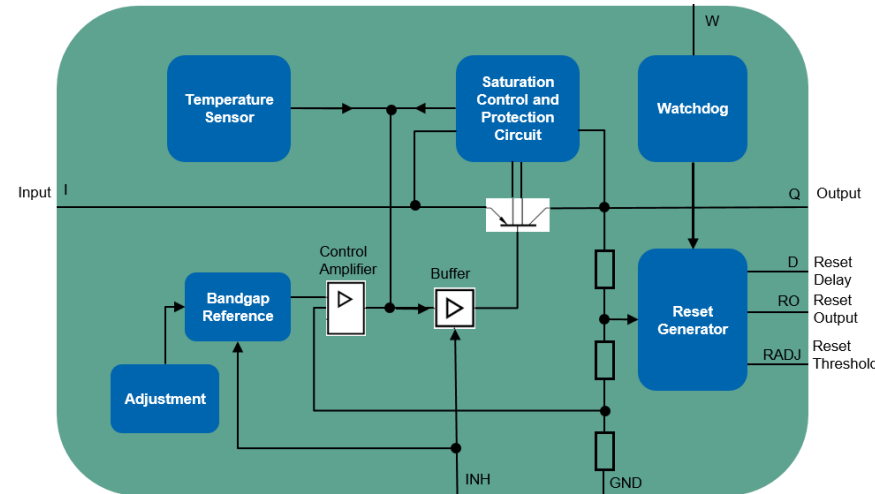 W
Temperature
Sensor
Saturation
Control and
Protection
Circuit
Watchdog
Input
I
Q
Output
Control
Amplifier
Buffer
Bandgap
Reference
Reset
Generator
D
Reset
Delay
RO
Reset
Output
RADJ
Reset
Threshold
Adjustment
INH
GND